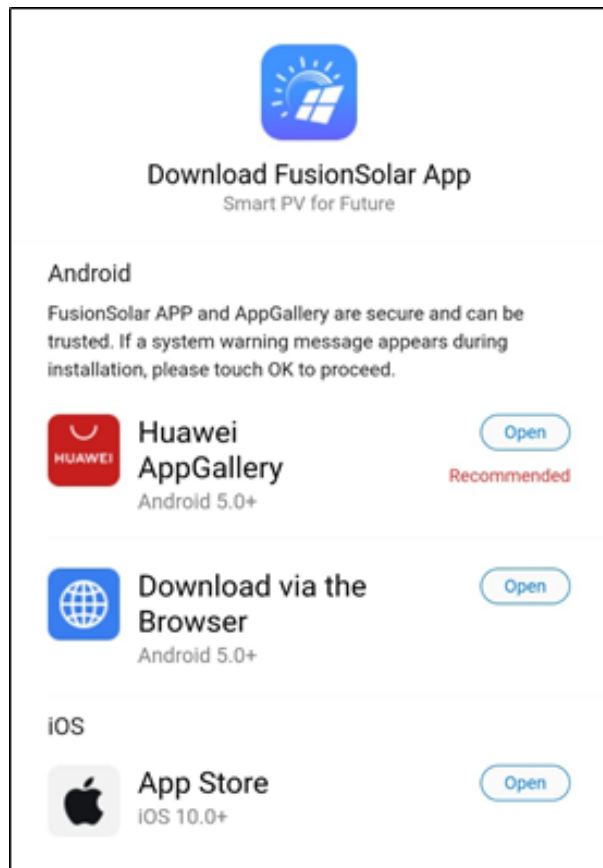 Download FusionSolar App
Smart PV for Future
Android
FusionSolar APP and AppGallery are secure and can be
trusted. If a system warning message appears during
installation, please touch OK to proceed.
HUAWEI
Huawei
AppGallery
Android 5.0+
Open
Recommended
Download via the
Browser
Android 5.0+
Open
iOS
App Store
iOS 10.0+
Open